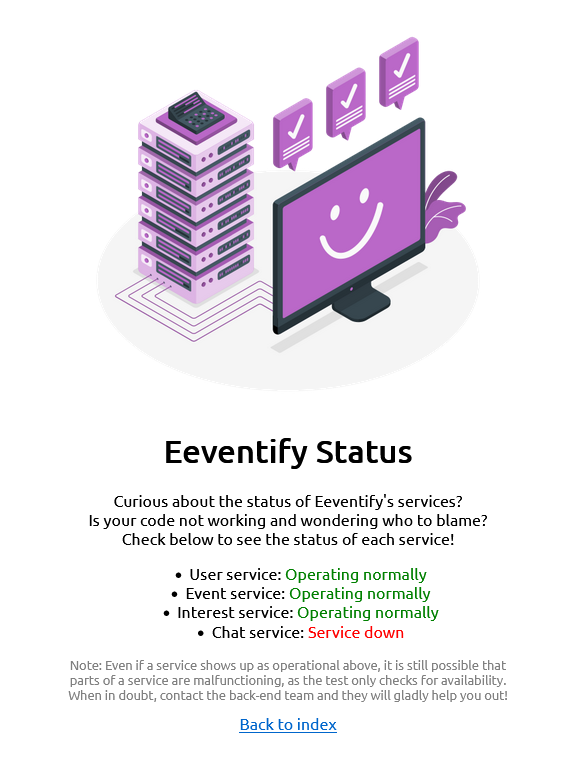 Eeventify Status
Curious about the status of Eeventify's services?
Is your code not working and wondering who to blame?
Check below to see the status of each service!
• User service: Operating normally
• Event service: Operating normally
• Interest service: Operating normally
• Chat service: Service down
Note: Even if a service shows up as operational above, it is still possible that
parts of a service are malfunctioning, as the test only checks for availability.
When in doubt, contact the back-end team and they will gladly help you out!
Back to index